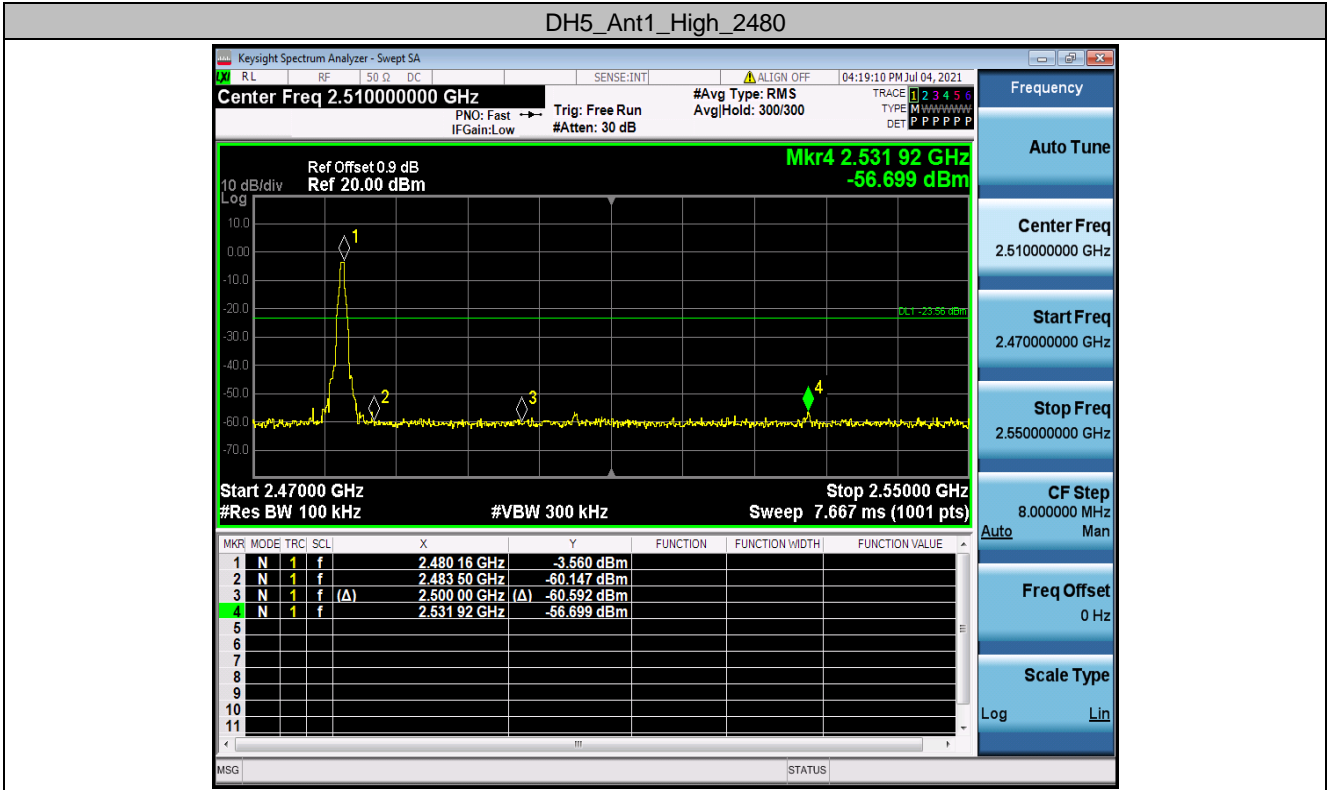 DH5_Ant1_High_2480
Keysight Spectrum Analyzer - Swept SA
LXI RL RF 50 Ω DC SENSE:INT ALIGN OFF 04:19:10 PM Jul 04, 2021
Center Freq 2.510000000 GHz
PNO: Fast
IFGain:Low
Trig: Free Run
#Atten: 30 dB
#Avg Type: RMS
Avg|Hold: 300/300
TRACE 1 2 3 4 5 6
TYPE M WWWWW
DET P P P P P P
Mkr4 2.531 92 GHz
-56.699 dBm
Ref Offset 0.9 dB
10 dB/div Ref 20.00 dBm
Log
10.0
0.00
-10.0
-20.0
-30.0
-40.0
-50.0
-60.0
-70.0
1
2
3
4
DL1 -23.56 dBm
Start 2.47000 GHz Stop 2.55000 GHz
#Res BW 100 kHz #VBW 300 kHz Sweep 7.667 ms (1001 pts)
MKR MODE TRC SCL X Y FUNCTION FUNCTION WIDTH FUNCTION VALUE
1 N 1 f 2.480 16 GHz -3.560 dBm
2 N 1 f 2.483 50 GHz -60.147 dBm
3 N 1 f (Δ) 2.500 00 GHz (Δ) -60.592 dBm
4 N 1 f 2.531 92 GHz -56.699 dBm
5
6
7
8
9
10
11
MSG STATUS
Frequency
Auto Tune
Center Freq
2.510000000 GHz
Start Freq
2.470000000 GHz
Stop Freq
2.550000000 GHz
CF Step
8.000000 MHz
Auto Man
Freq Offset
0 Hz
Scale Type
Log Lin